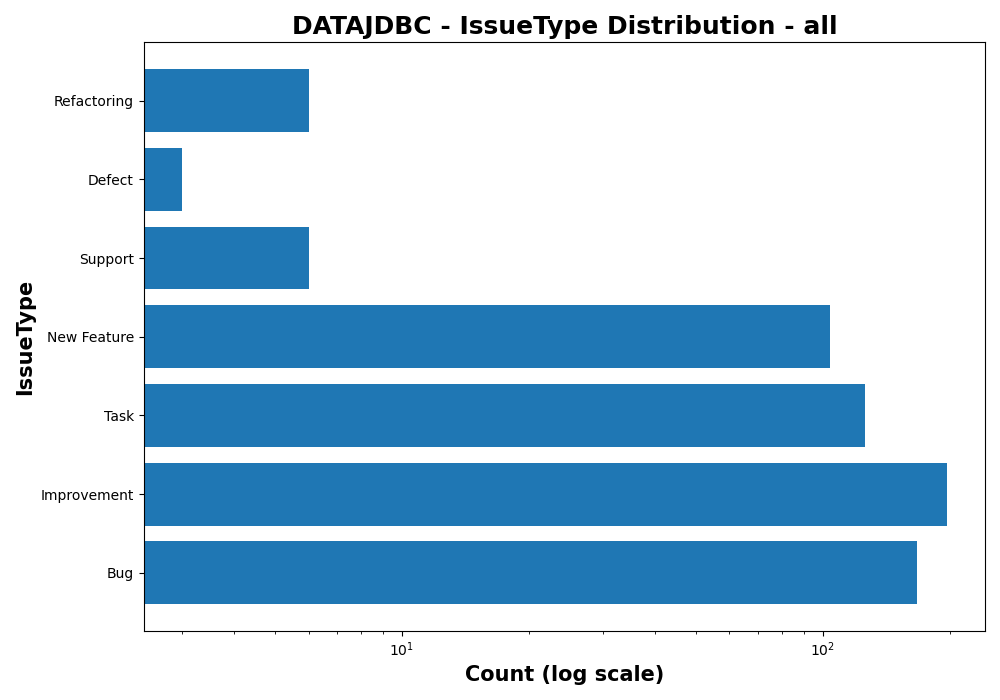 DATAJDBC - IssueType Distribution - all
IssueType
Refactoring
Defect
Support
New Feature
Task
Improvement
Bug
10¹
10²
Count (log scale)